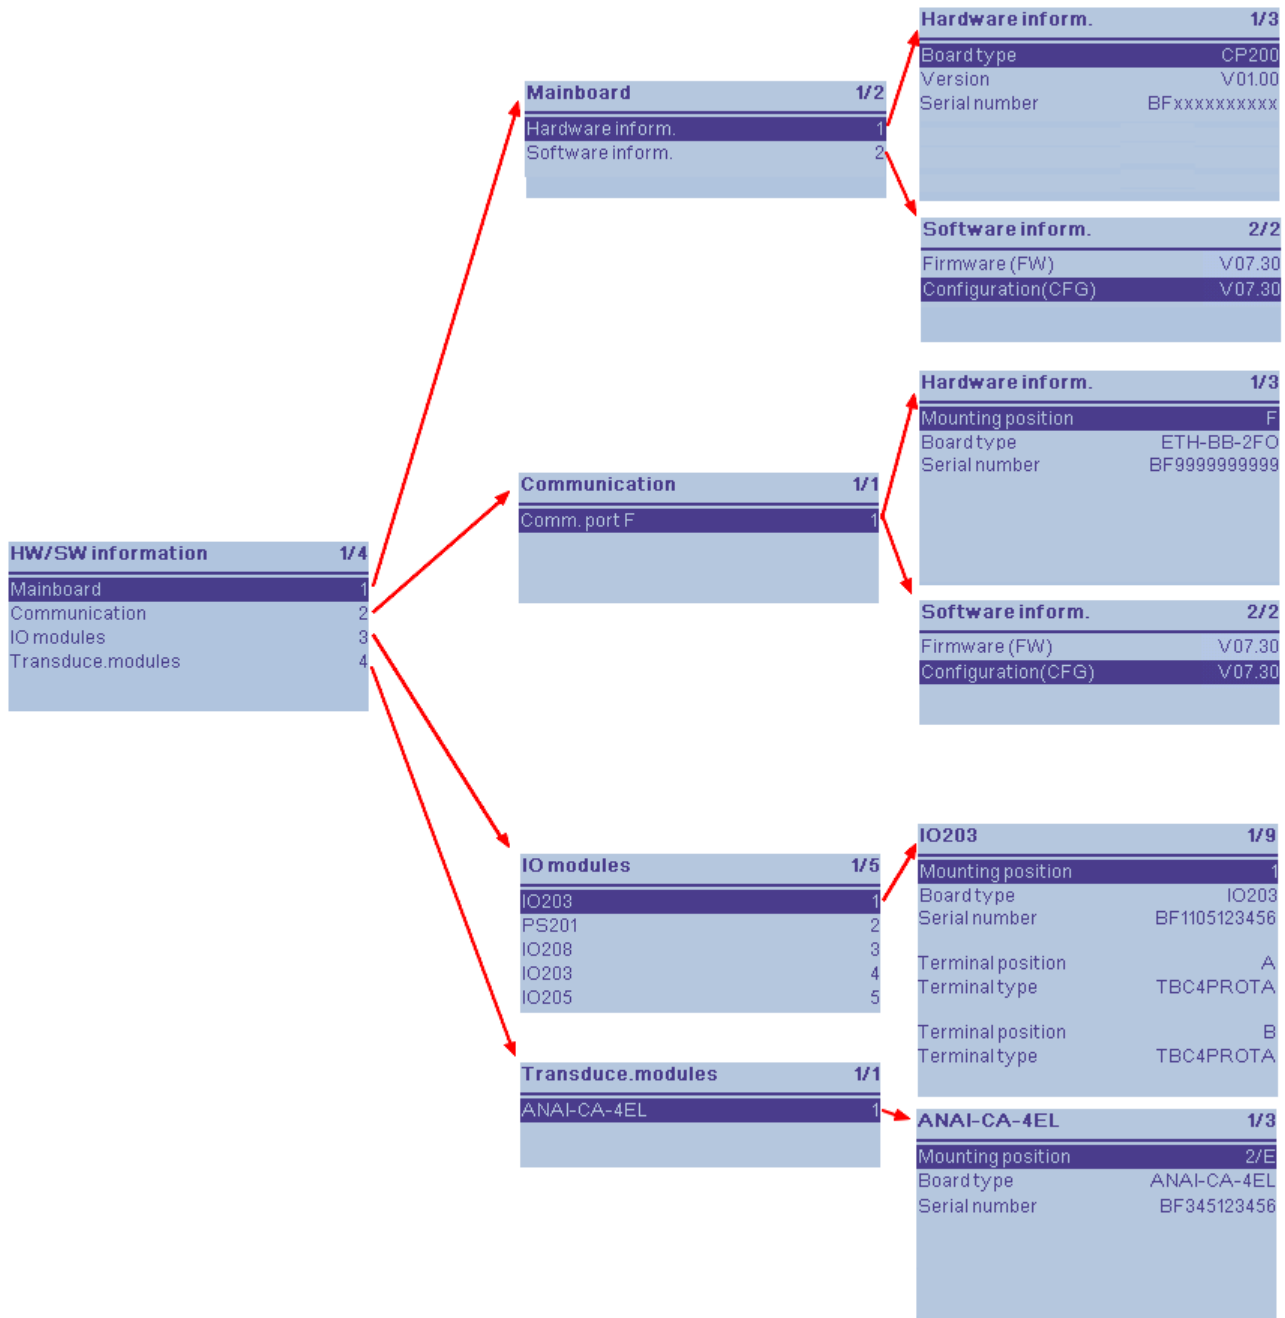 HW/SW information 1/4
Mainboard 1
Communication 2
IO modules 3
Transduce.modules 4
Mainboard 1/2
Hardware inform. 1
Software inform. 2
Hardware inform. 1/3
Board type CP200
Version V01.00
Serial number BFxxxxxxxxxx
Software inform. 2/2
Firmware (FW) V07.30
Configuration(CFG) V07.30
Communication 1/1
Comm. port F 1
Hardware inform. 1/3
Mounting position F
Board type ETH-BB-2FO
Serial number BF9999999999
Software inform. 2/2
Firmware (FW) V07.30
Configuration(CFG) V07.30
IO modules 1/5
IO203 1
PS201 2
IO208 3
IO203 4
IO205 5
IO203 1/9
Mounting position 1
Board type IO203
Serial number BF1105123456
Terminal position A
Terminal type TBC4PROTA
Terminal position B
Terminal type TBC4PROTA
Transduce.modules 1/1
ANAI-CA-4EL 1
ANAI-CA-4EL 1/3
Mounting position 2/E
Board type ANAI-CA-4EL
Serial number BF345123456